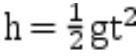 h = ½gt²